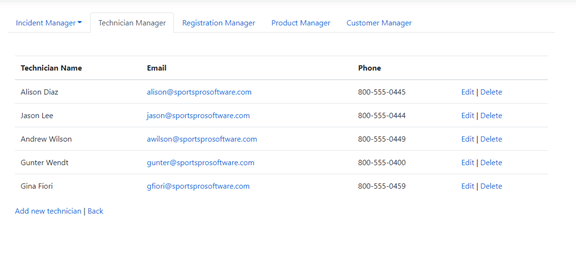 Incident Manager Technician Manager Registration Manager Product Manager Customer Manager
Technician Name Email Phone
Alison Diaz alison@sportsprosoftware.com 800-555-0445 Edit | Delete
Jason Lee jason@sportsprosoftware.com 800-555-0444 Edit | Delete
Andrew Wilson awilson@sportsprosoftware.com 800-555-0449 Edit | Delete
Gunter Wendt gunter@sportsprosoftware.com 800-555-0400 Edit | Delete
Gina Fiori gfiori@sportsprosoftware.com 800-555-0459 Edit | Delete
Add new technician | Back